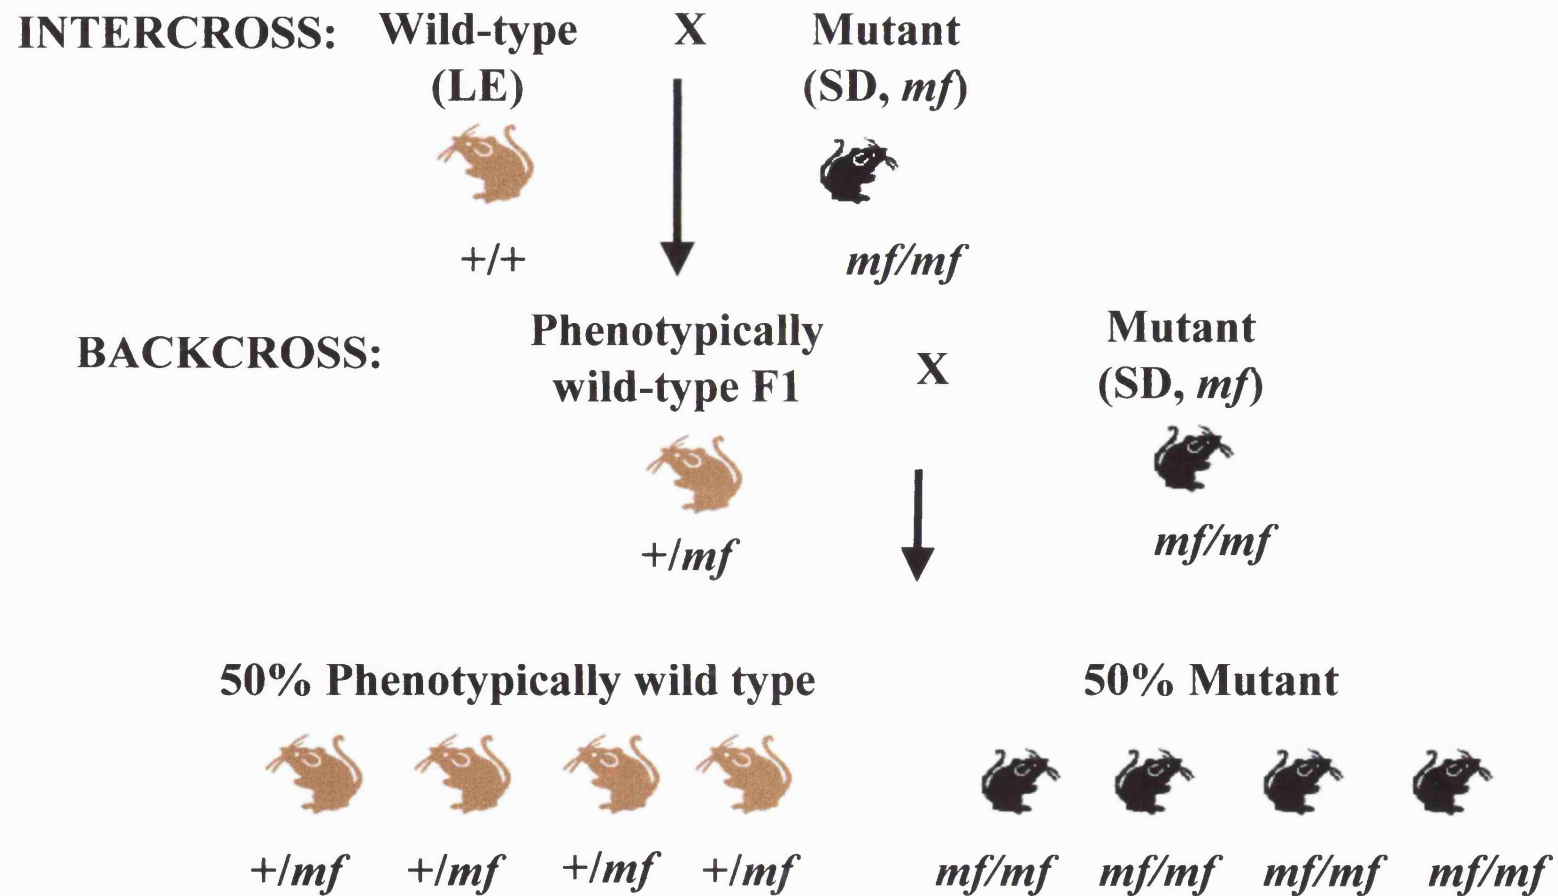 INTERCROSS: Wild-type X Mutant
(LE) (SD, mf)
+/+ mf/mf
Phenotypically Mutant
BACKCROSS: wild-type F1 X (SD, mf)
+/mf mf/mf
50% Phenotypically wild type 50% Mutant
+/mf +/mf +/mf +/mf mf/mf mf/mf mf/mf mf/mf